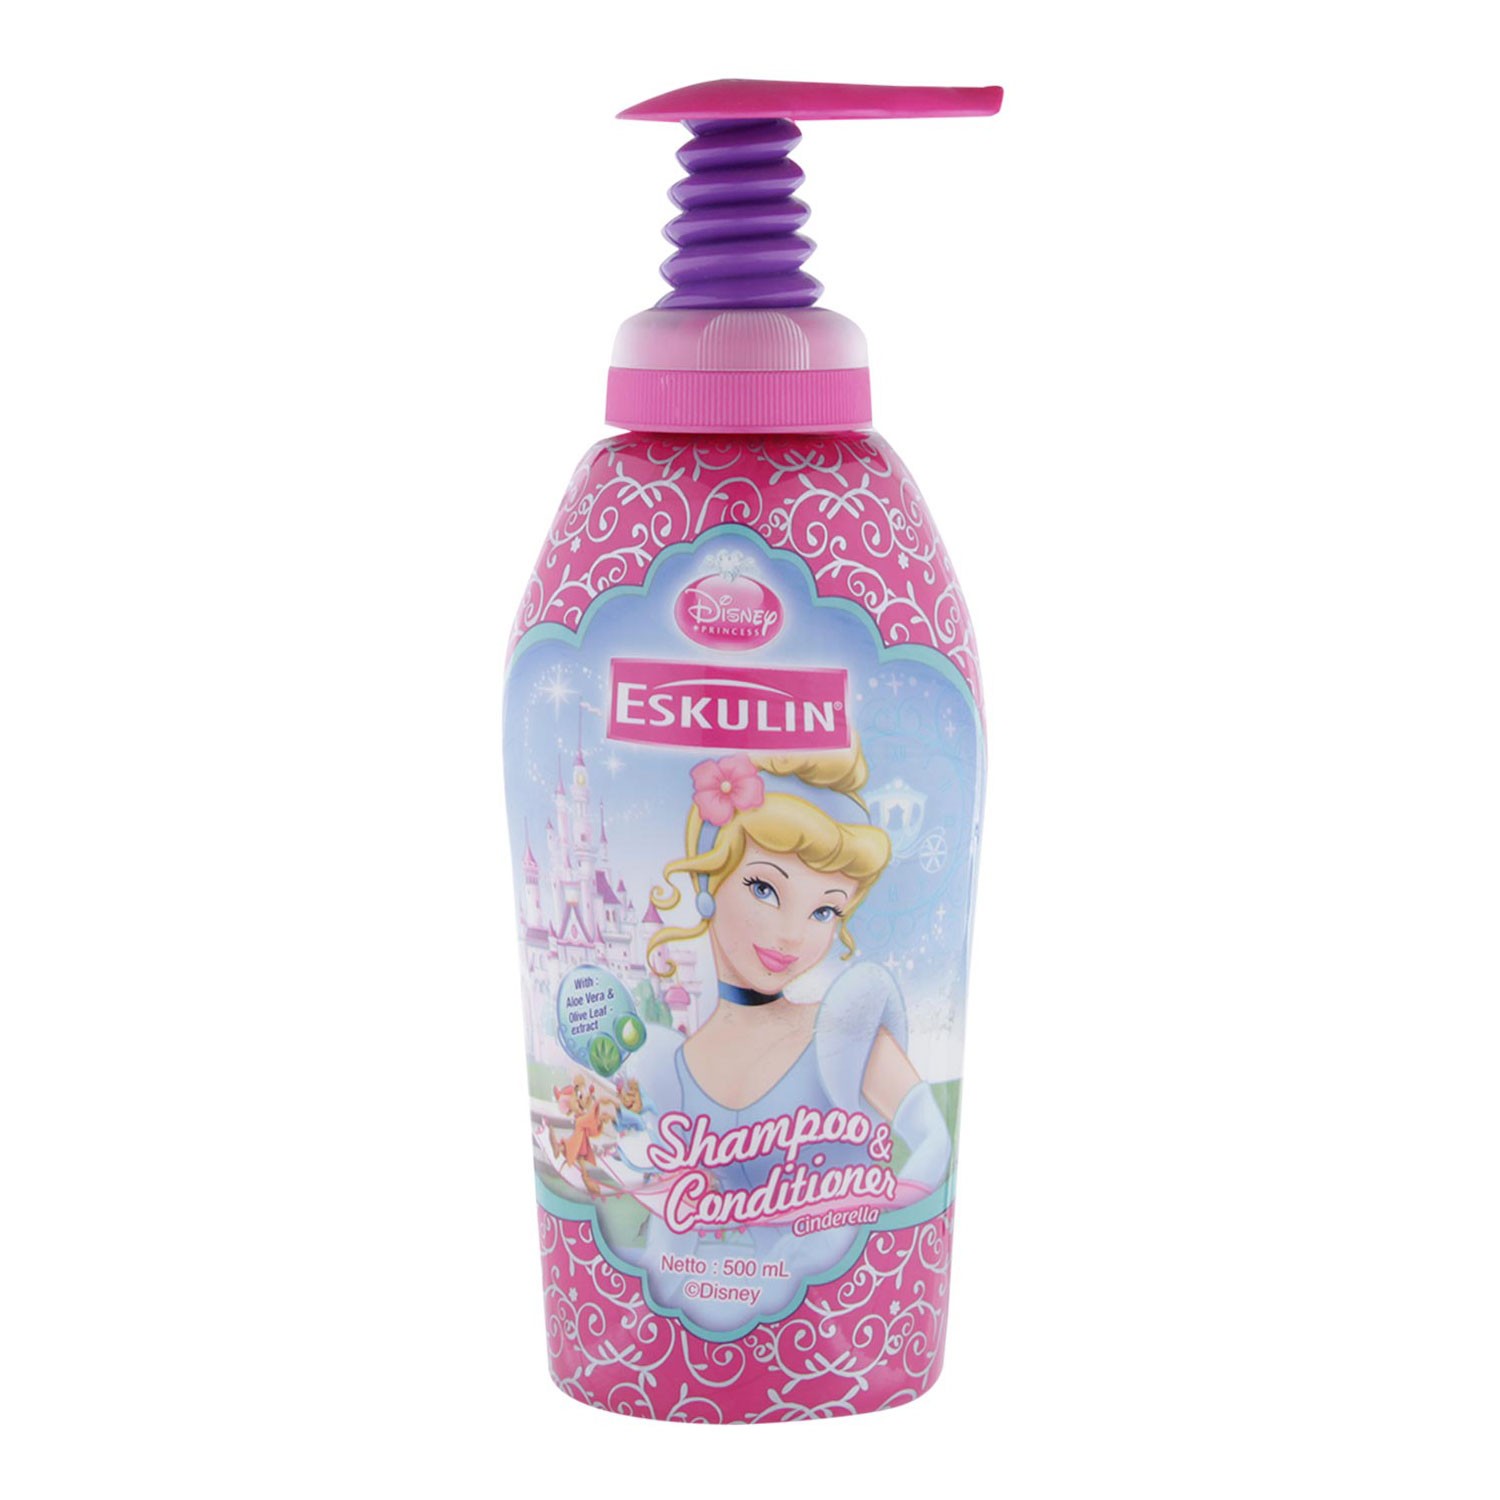 Disney
PRINCESS
ESKULIN®
With :
Aloe Vera &
Olive Leaf
extract
Shampoo &
Conditioner
Cinderella
Netto : 500 mL
©Disney